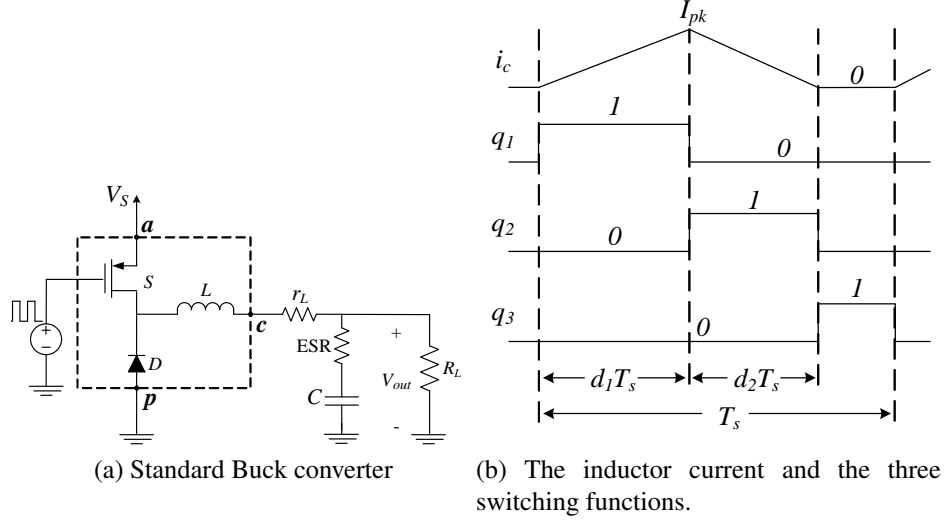 V_S
a
S
L
c
r_L
ESR
D
p
C
+
V_out
-
R_L
+
−
(a) Standard Buck converter
I_pk
i_c
0
q_1
1
0
q_2
0
1
q_3
0
1
d_1T_s
d_2T_s
T_s
(b) The inductor current and the three
switching functions.